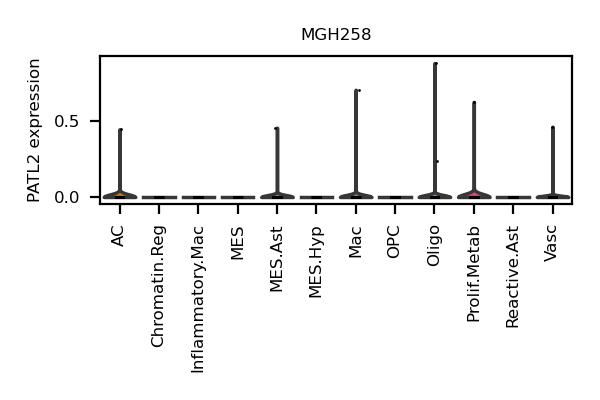 MGH258
PATL2 expression
0.5
0.0
AC
Chromatin.Reg
Inflammatory.Mac
MES
MES.Ast
MES.Hyp
Mac
OPC
Oligo
Prolif.Metab
Reactive.Ast
Vasc